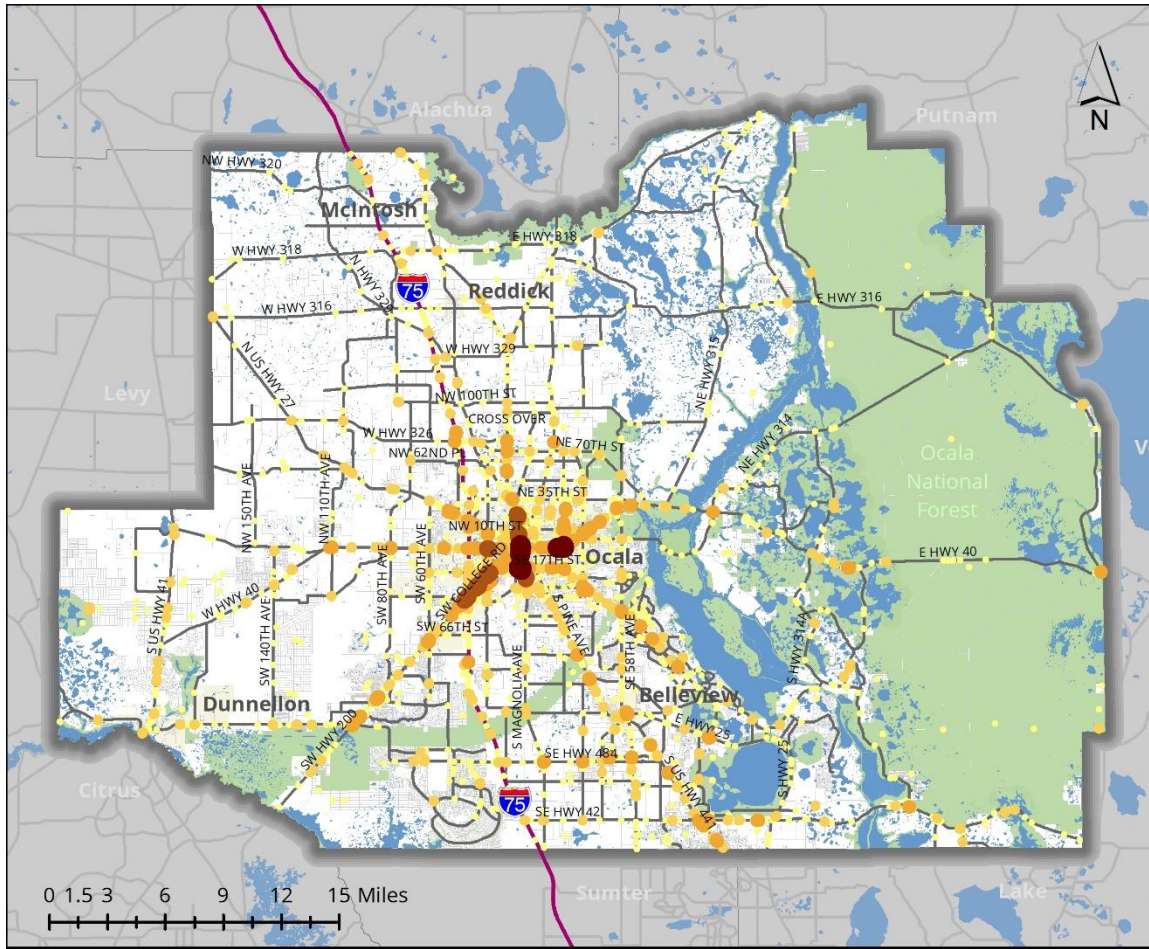 Alachua
Putnam
N
NW HWY 320
McIntosh
W HWY 318
E HWY 318
N HWY 329
75
Reddick
W HWY 316
E HWY 316
N US HWY 27
W HWY 329
NE HWY 315
Levy
NW 100TH ST
CROSS OVER
W HWY 326
NE 70TH ST
NE HWY 314
NW 62ND PL
Ocala
National
Forest
NW 150TH AVE
NW 110TH AVE
NE 35TH ST
NW 10TH ST
SW 80TH AVE
SW 60TH AVE
SW COLLEGE RD
SE 17TH ST
Ocala
E HWY 40
S US HWY 41
W HWY 40
SW 140TH AVE
SW 66TH ST
S PINE AVE
SE 58TH AVE
S HWY 314A
S MAGNOLIA AVE
Belleview
Dunnellon
SW HWY 200
E HWY 25
SE HWY 484
S US HWY 441
S HWY 25
Citrus
75
SE HWY 42
Sumter
Lake
0 1.5 3 6 9 12 15 Miles